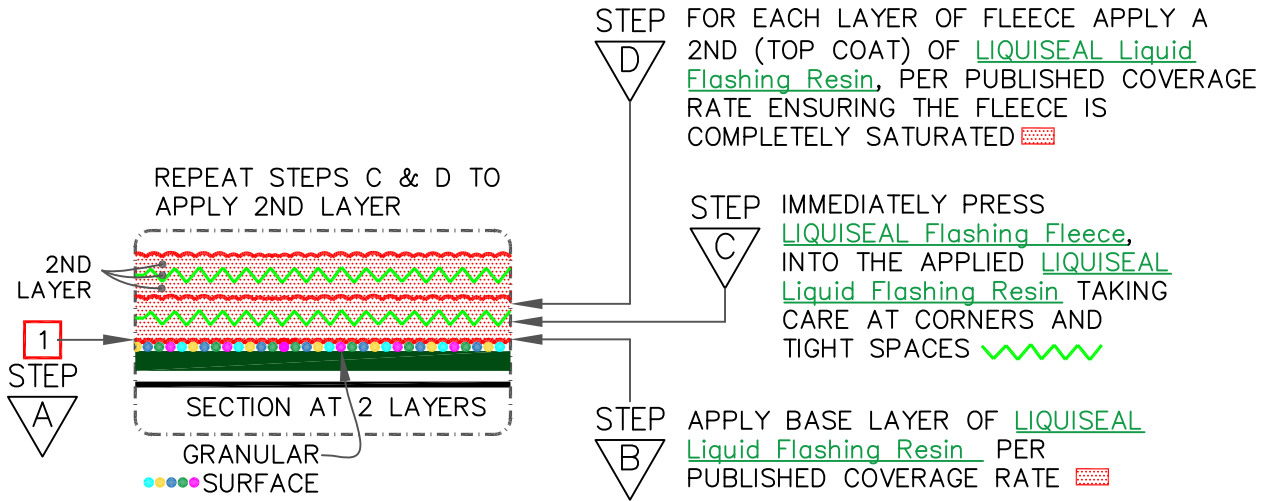 STEP
D
FOR EACH LAYER OF FLEECE APPLY A
2ND (TOP COAT) OF LIQUISEAL Liquid
Flashing Resin, PER PUBLISHED COVERAGE
RATE ENSURING THE FLEECE IS
COMPLETELY SATURATED
REPEAT STEPS C & D TO
APPLY 2ND LAYER
2ND
LAYER
1
STEP
A
SECTION AT 2 LAYERS
GRANULAR
SURFACE
STEP
C
IMMEDIATELY PRESS
LIQUISEAL Flashing Fleece,
INTO THE APPLIED LIQUISEAL
Liquid Flashing Resin TAKING
CARE AT CORNERS AND
TIGHT SPACES
STEP
B
APPLY BASE LAYER OF LIQUISEAL
Liquid Flashing Resin PER
PUBLISHED COVERAGE RATE